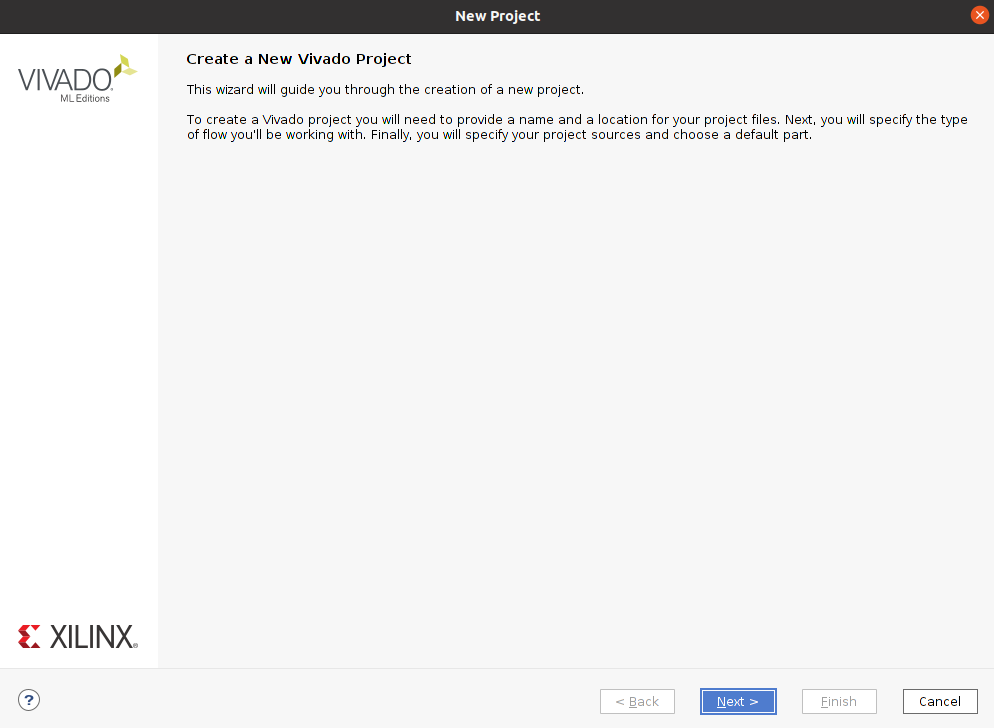 New Project
VIVADO.
ML Editions
Create a New Vivado Project
This wizard will guide you through the creation of a new project.
To create a Vivado project you will need to provide a name and a location for your project files. Next, you will specify the type
of flow you'll be working with. Finally, you will specify your project sources and choose a default part.
XILINX®
?
< Back
Next >
Finish
Cancel